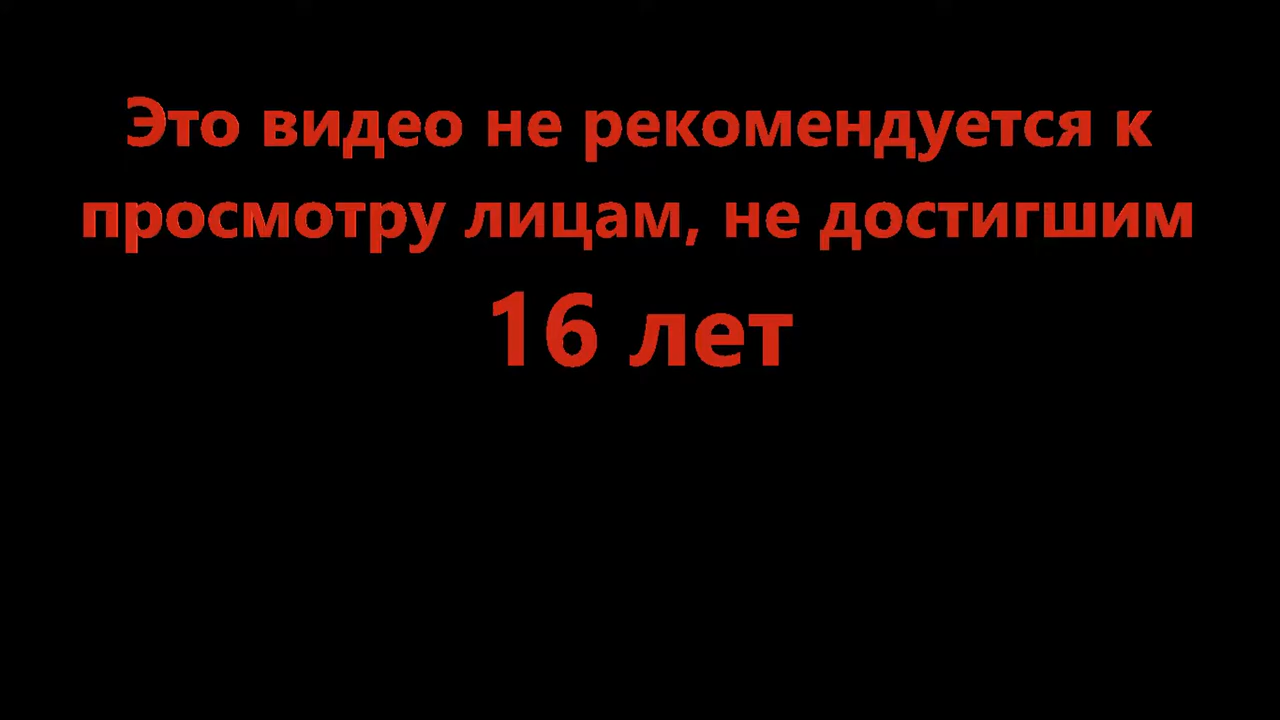 Это видео не рекомендуется к
просмотру лицам, не достигшим
16 лет